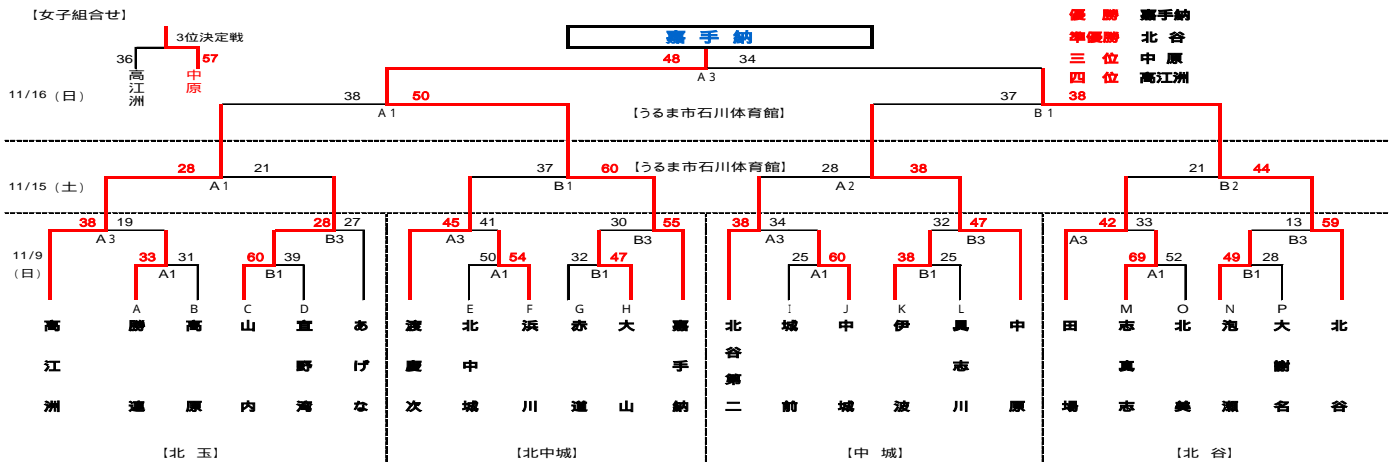 【女子組合せ】
優勝 嘉手納
準優勝 北谷
三位 中原
四位 高江洲
3位決定戦
36 57
高江洲 中原
嘉手納
48 34
A3
11/16（日）
38 50
A1
【うるま市石川体育館】
37 38
B1
11/15（土）
28 21
A1
37 60
B1
【うるま市石川体育館】
28 38
A2
21 44
B2
38 19 28 27 45 41 30 55 38 34 32 47 42 33 13 59
A3 B3 A3 B3 A3 B3 A3 B3
11/9（日）
33 31 60 39 50 54 32 47 25 60 38 25 69 52 49 28
A1 B1 A1 B1 A1 B1 A1 B1
A B C D E F G H I J K L M O N P
高江洲 勝連 高原 山内 宜野湾 あげな 渡慶次 北中城 浜川 赤道 大山 嘉手納 北谷第二 城前 中城 伊波 具志川 中原 田場 志真志 北美 泡瀬 大謝名 北谷
【北玉】 【北中城】 【中城】 【北谷】